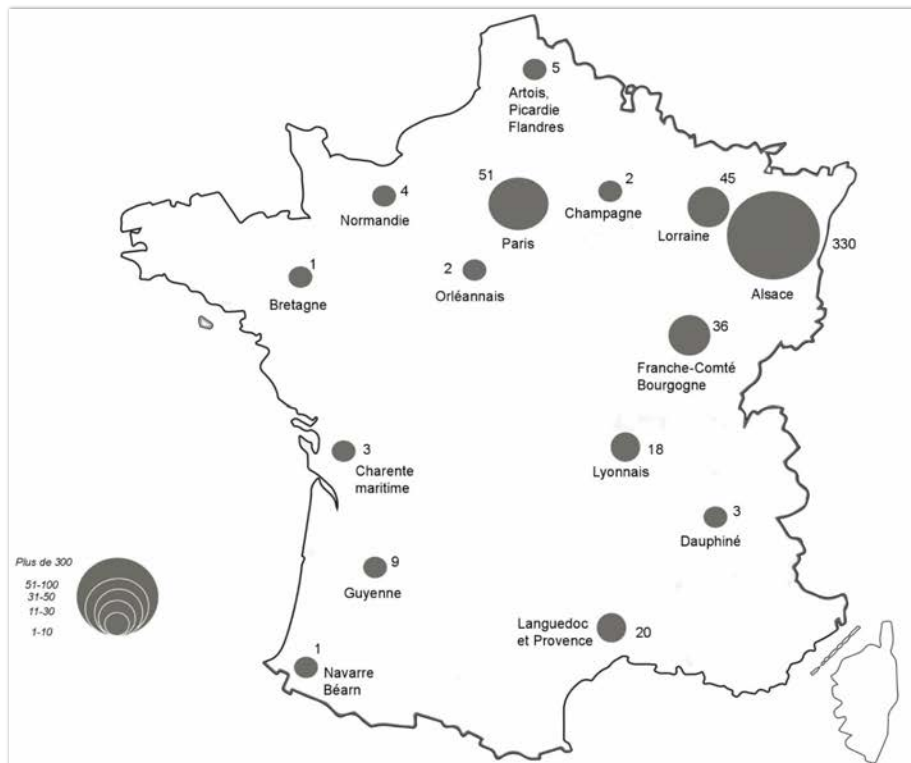 5
Artois,
Picardie
Flandres
4
Normandie
51
Paris
2
Champagne
45
Lorraine
330
Alsace
1
Bretagne
2
Orléannais
36
Franche-Comté
Bourgogne
3
Charente
maritime
18
Lyonnais
3
Dauphiné
9
Guyenne
Languedoc
et Provence
20
1
Navarre
Béarn
Plus de 300
51-100
31-50
11-30
1-10